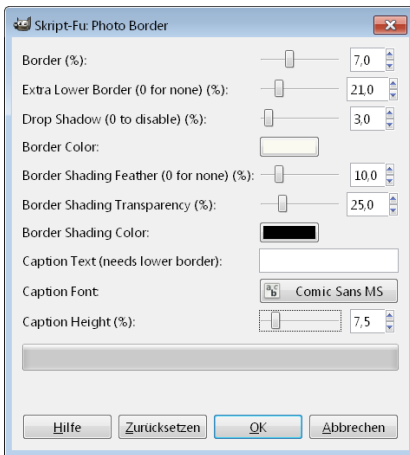 Skript-Fu: Photo Border
Border (%): 7,0
Extra Lower Border (0 for none) (%): 21,0
Drop Shadow (0 to disable) (%): 3,0
Border Color:
Border Shading Feather (0 for none) (%): 10,0
Border Shading Transparency (%): 25,0
Border Shading Color:
Caption Text (needs lower border):
Caption Font: Comic Sans MS
Caption Height (%): 7,5
Hilfe Zurücksetzen OK Abbrechen